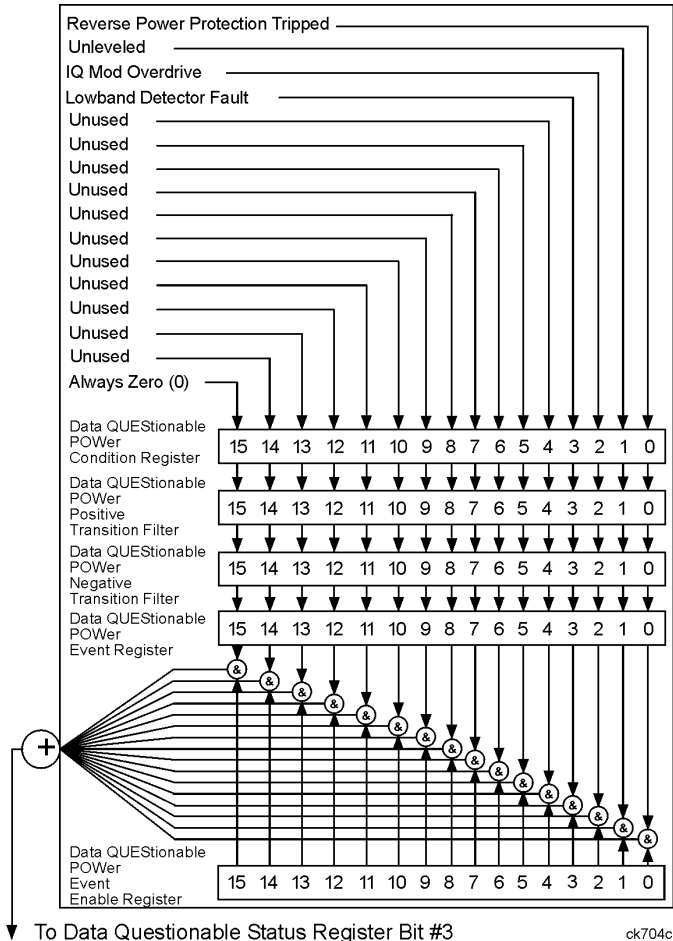 Reverse Power Protection Tripped
Unleveled
IQ Mod Overdrive
Lowband Detector Fault
Unused
Unused
Unused
Unused
Unused
Unused
Unused
Unused
Unused
Unused
Unused
Always Zero (0)
Data QUEStionable
POWer
Condition Register
15 14 13 12 11 10 9 8 7 6 5 4 3 2 1 0
Data QUEStionable
POWer
Positive
Transition Filter
15 14 13 12 11 10 9 8 7 6 5 4 3 2 1 0
Data QUEStionable
POWer
Negative
Transition Filter
15 14 13 12 11 10 9 8 7 6 5 4 3 2 1 0
Data QUEStionable
POWer
Event Register
15 14 13 12 11 10 9 8 7 6 5 4 3 2 1 0
& & & & & & & & & & & & & & & &
+
Data QUEStionable
POWer
Event
Enable Register
15 14 13 12 11 10 9 8 7 6 5 4 3 2 1 0
To Data Questionable Status Register Bit #3
ck704c